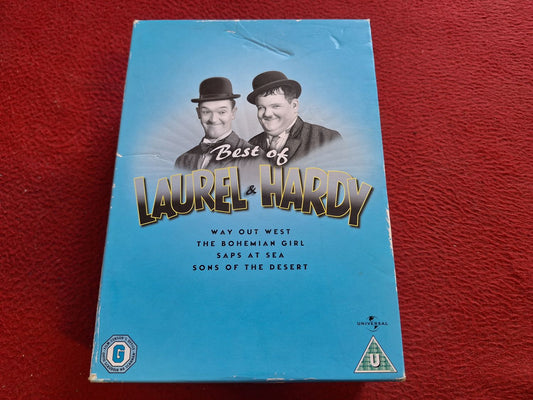 Best of
LAUREL & HARDY
WAY OUT WEST
THE BOHEMIAN GIRL
SAPS AT SEA
SONS OF THE DESERT
UNIVERSAL
G
U